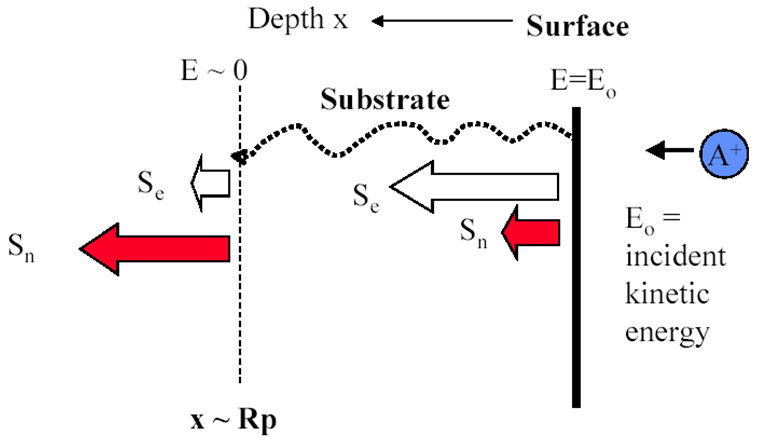 Depth x
Surface
E ~ 0
E=Eo
Substrate
A+
Se
Se
Sn
Sn
Eo =
incident
kinetic
energy
x ~ Rp